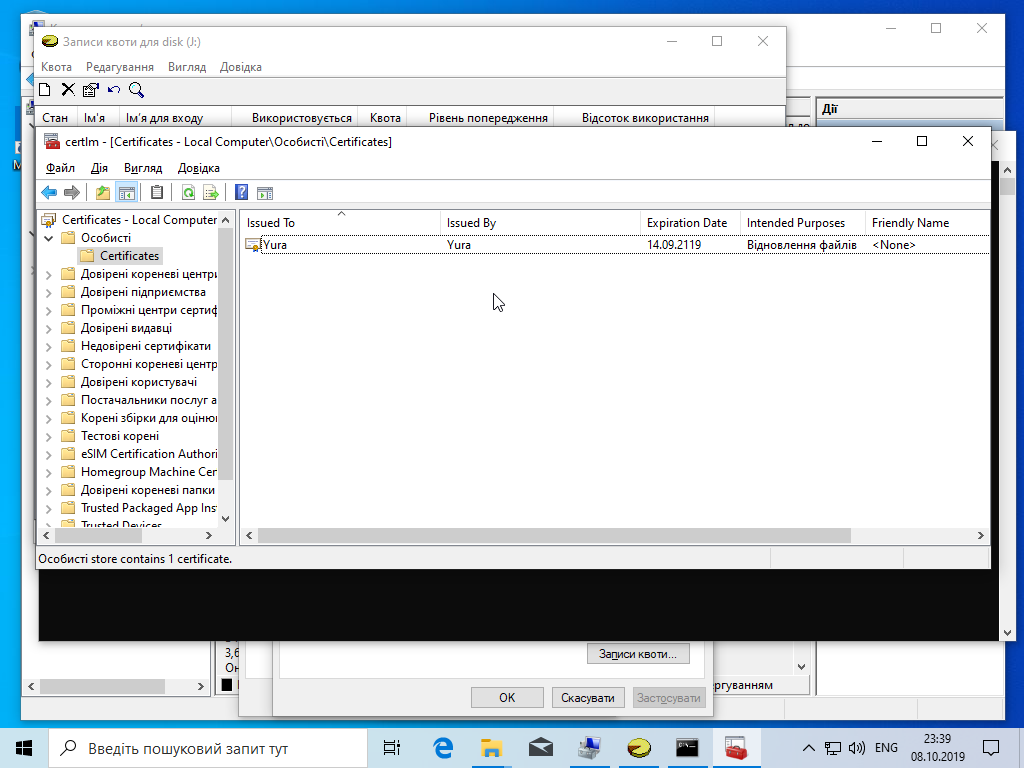 Записи квоти для disk (J:)
Квота Редагування Вигляд Довідка
Стан Ім'я Ім'я для входу Використовується Квота Рівень попередження Відсоток використання
Дії
certlm - [Certificates - Local Computer\Особисті\Certificates]
Файл Дія Вигляд Довідка
Certificates - Local Computer
Особисті
Certificates
Довірені кореневі центри
Довірені підприємства
Проміжні центри сертиф
Довірені видавці
Недовірені сертифікати
Сторонні кореневі центр
Довірені користувачі
Постачальники послуг а
Корені збірки для оцінюв
Тестові корені
eSIM Certification Authori
Homegroup Machine Cer
Довірені кореневі папки
Trusted Packaged App Ins
Trusted Devices
Issued To Issued By Expiration Date Intended Purposes Friendly Name
Yura Yura 14.09.2119 Відновлення файлів <None>
Особисті store contains 1 certificate.
3,6
Он
Записи квоти...
ргуванням
OK Скасувати Застосувати
Введіть пошуковий запит тут
ENG
23:39
08.10.2019